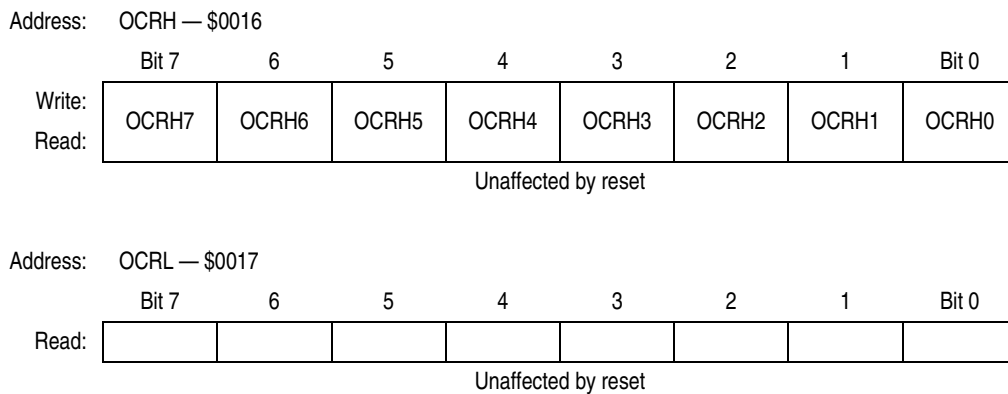 Address: OCRH — $0016
Bit 7 6 5 4 3 2 1 Bit 0
Write:
OCRH7 OCRH6 OCRH5 OCRH4 OCRH3 OCRH2 OCRH1 OCRH0
Read:
Unaffected by reset
Address: OCRL — $0017
Bit 7 6 5 4 3 2 1 Bit 0
Read:
Unaffected by reset